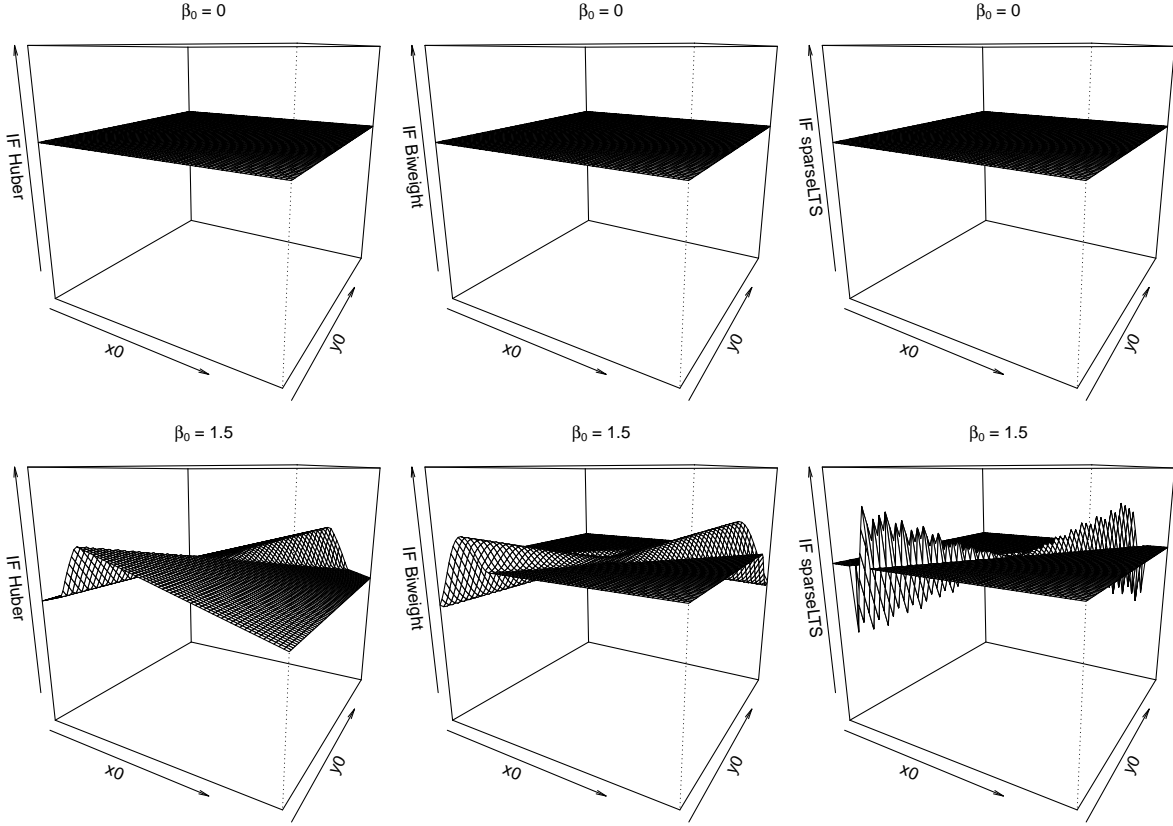 β₀ = 0
β₀ = 0
β₀ = 0
IF Huber
x0
y0
IF Biweight
x0
y0
IF sparseLTS
x0
y0
β₀ = 1.5
β₀ = 1.5
β₀ = 1.5
IF Huber
x0
y0
IF Biweight
x0
y0
IF sparseLTS
x0
y0